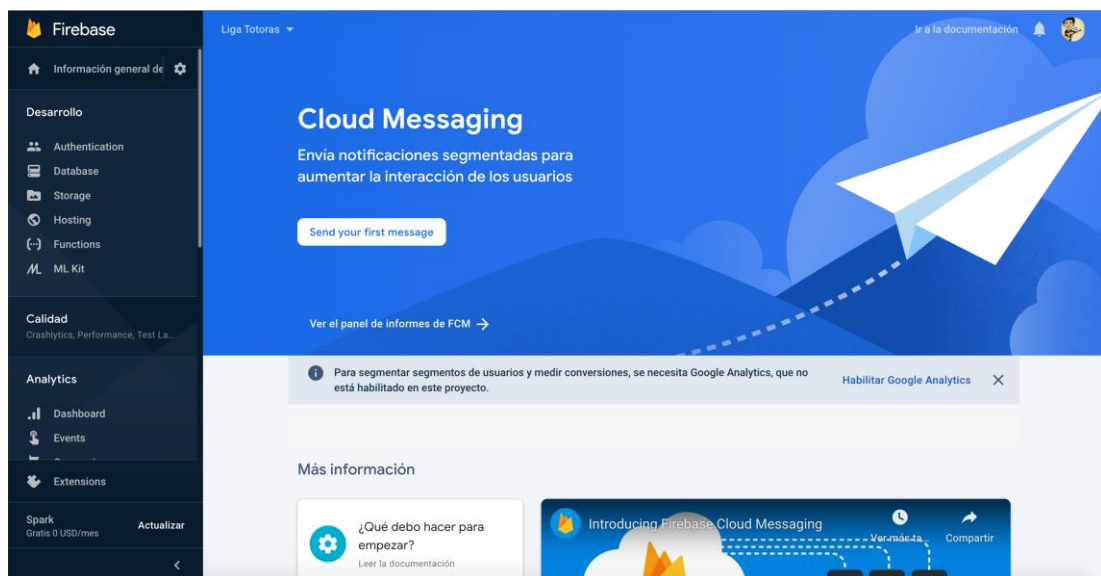 Firebase
Información general de
Desarrollo
Authentication
Database
Storage
Hosting
Functions
ML Kit
Calidad
Crashlytics, Performance, Test La...
Analytics
Dashboard
Events
Extensions
Spark
Gratis 0 USD/mes
Actualizar
Liga Totoras
Ir a la documentación
Cloud Messaging
Envía notificaciones segmentadas para
aumentar la interacción de los usuarios
Send your first message
Ver el panel de informes de FCM →
Para segmentar segmentos de usuarios y medir conversiones, se necesita Google Analytics, que no
está habilitado en este proyecto.
Habilitar Google Analytics
Más información
¿Qué debo hacer para
empezar?
Leer la documentación
Introducing Firebase Cloud Messaging
Ver más ta...
Compartir